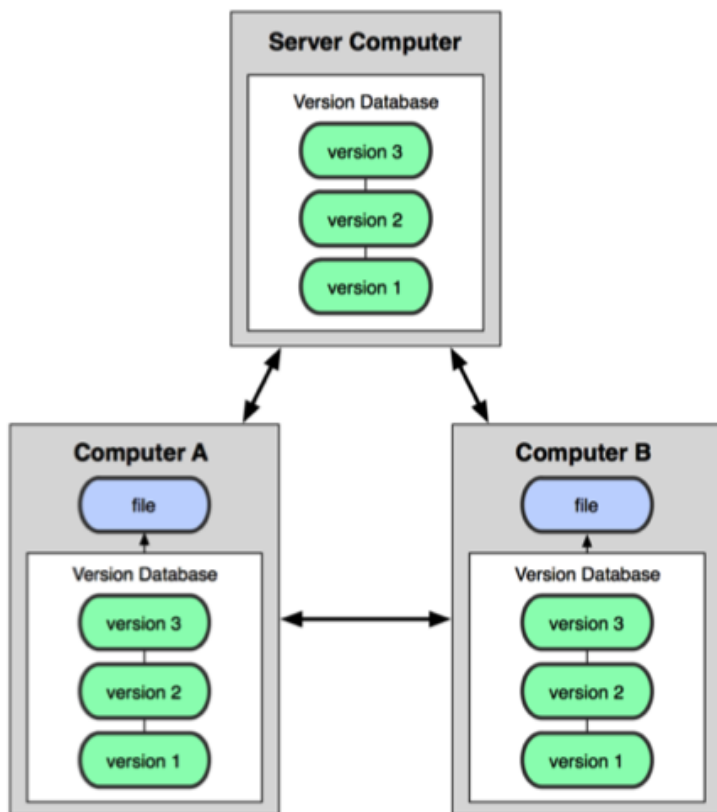 Server Computer
Version Database
version 3
version 2
version 1
Computer A
file
Version Database
version 3
version 2
version 1
Computer B
file
Version Database
version 3
version 2
version 1